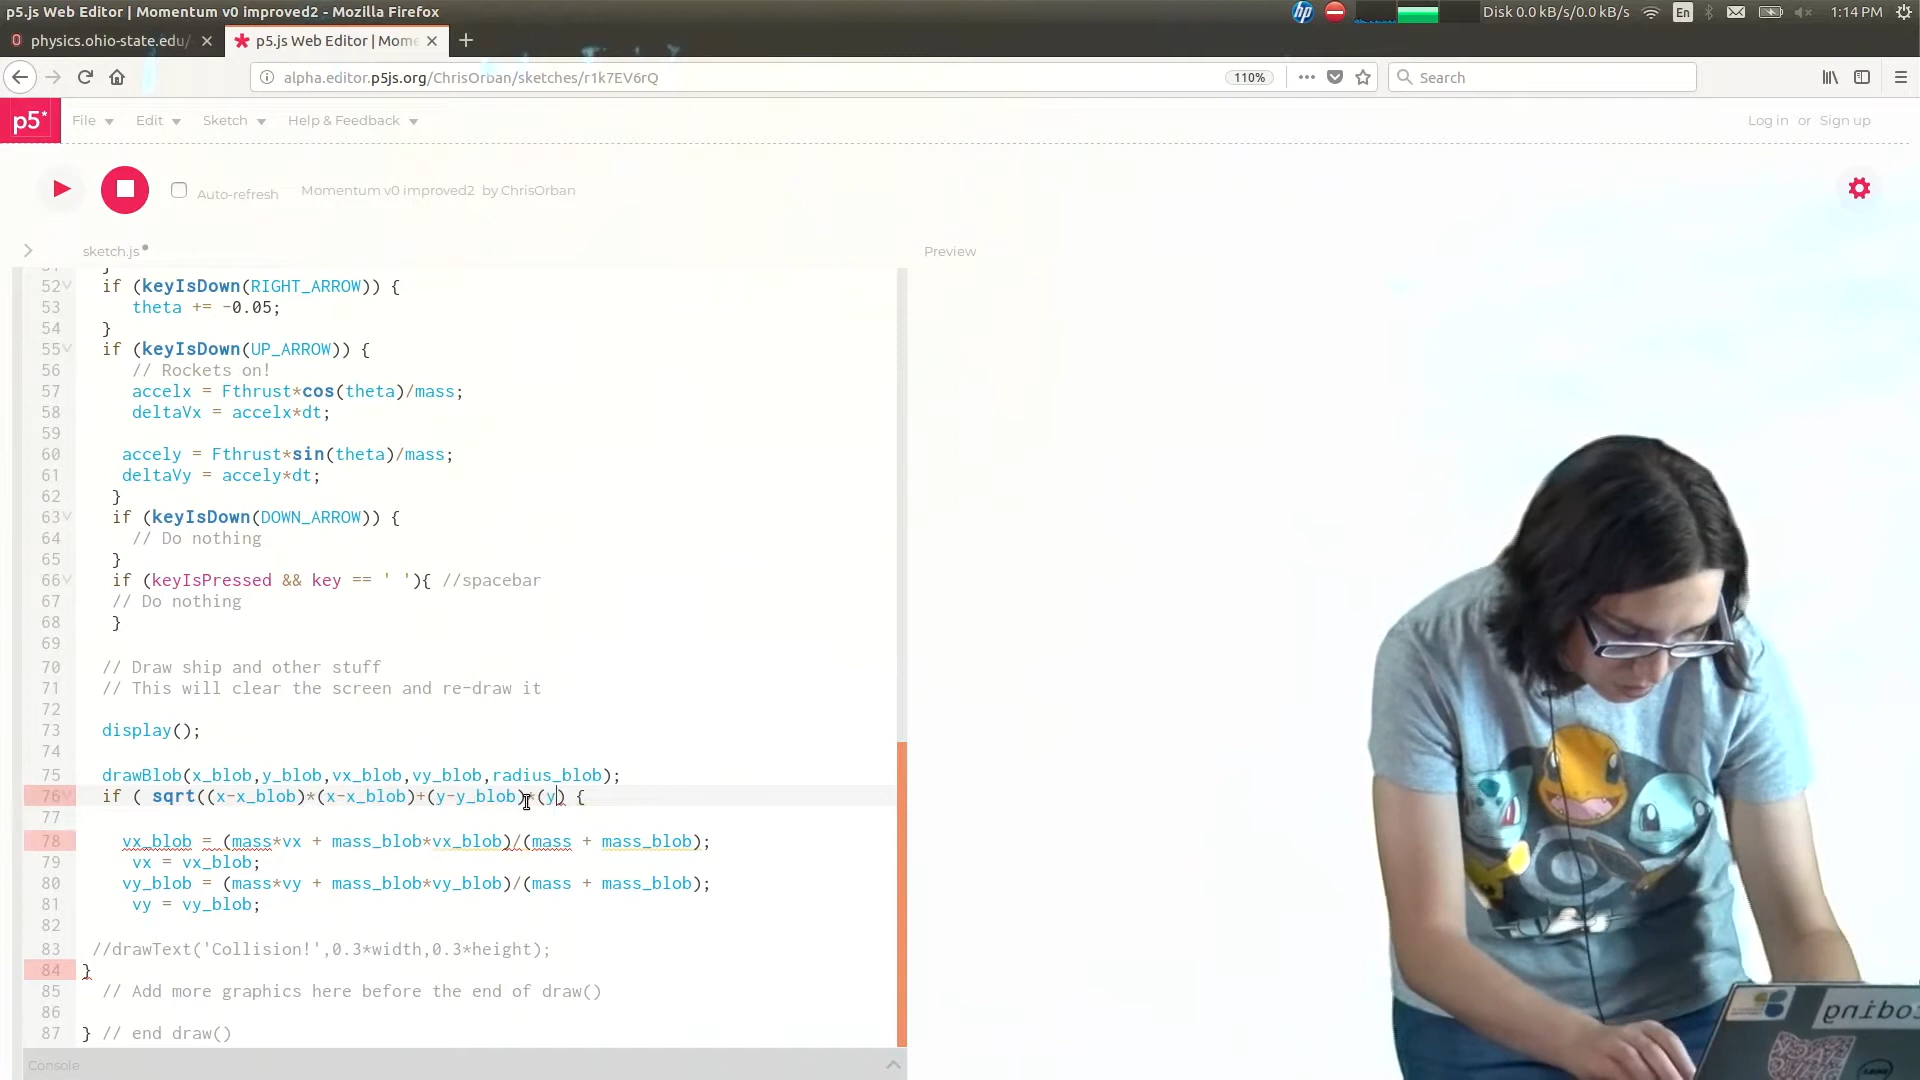 p5.js Web Editor | Momentum v0 improved2 - Mozilla Firefox
hp
Disk 0.0 kB/s/0.0 kB/s
En
1:14 PM
physics.ohio-state.edu/
p5.js Web Editor | Mome
alpha.editor.p5js.org/ChrisOrban/sketches/r1k7EV6rQ
110%
Search
p5*
File
Edit
Sketch
Help & Feedback
Log in or Sign up
Auto-refresh
Momentum v0 improved2 by ChrisOrban
sketch.js
Preview
52 if (keyIsDown(RIGHT_ARROW)) {
53 theta += -0.05;
54 }
55 if (keyIsDown(UP_ARROW)) {
56 // Rockets on!
57 accelx = Fthrust*cos(theta)/mass;
58 deltaVx = accelx*dt;
59
60 accely = Fthrust*sin(theta)/mass;
61 deltaVy = accely*dt;
62 }
63 if (keyIsDown(DOWN_ARROW)) {
64 // Do nothing
65 }
66 if (keyIsPressed && key == ' '){ //spacebar
67 // Do nothing
68 }
69
70 // Draw ship and other stuff
71 // This will clear the screen and re-draw it
72
73 display();
74
75 drawBlob(x_blob,y_blob,vx_blob,vy_blob,radius_blob);
76 if ( sqrt((x-x_blob)*(x-x_blob)+(y-y_blob)*(y) {
77
78 vx_blob = (mass*vx + mass_blob*vx_blob)/(mass + mass_blob);
79 vx = vx_blob;
80 vy_blob = (mass*vy + mass_blob*vy_blob)/(mass + mass_blob);
81 vy = vy_blob;
82
83 //drawText('Collision!',0.3*width,0.3*height);
84 }
85 // Add more graphics here before the end of draw()
86
87 } // end draw()
Console
coding